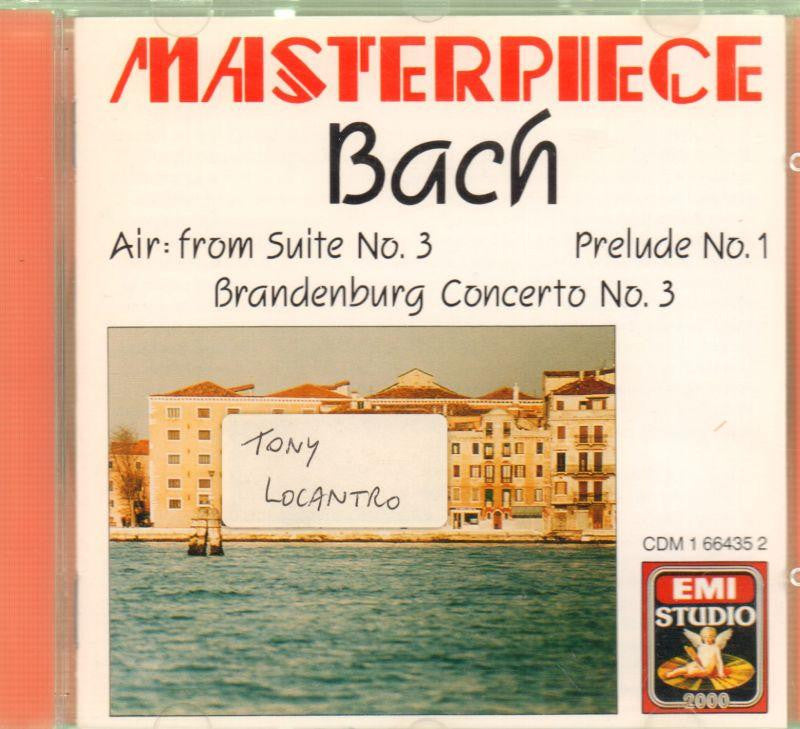 MASTERPIECE
Bach
Air: from Suite No. 3 Prelude No. 1
Brandenburg Concerto No. 3
TONY
LOCANTRO
CDM 1 66435 2
EMI
STUDIO
2000